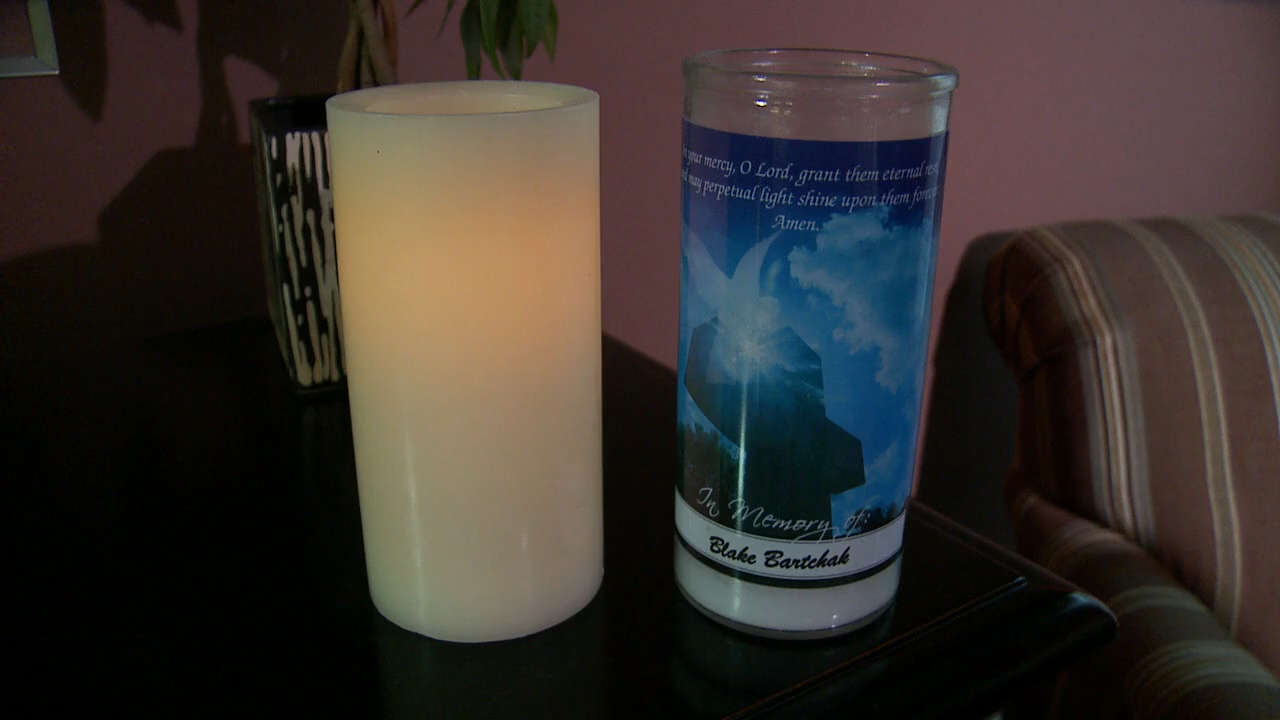 your mercy, O Lord, grant them eternal
may perpetual light shine upon them
Amen.
In Memory of:
Blake Bartchak